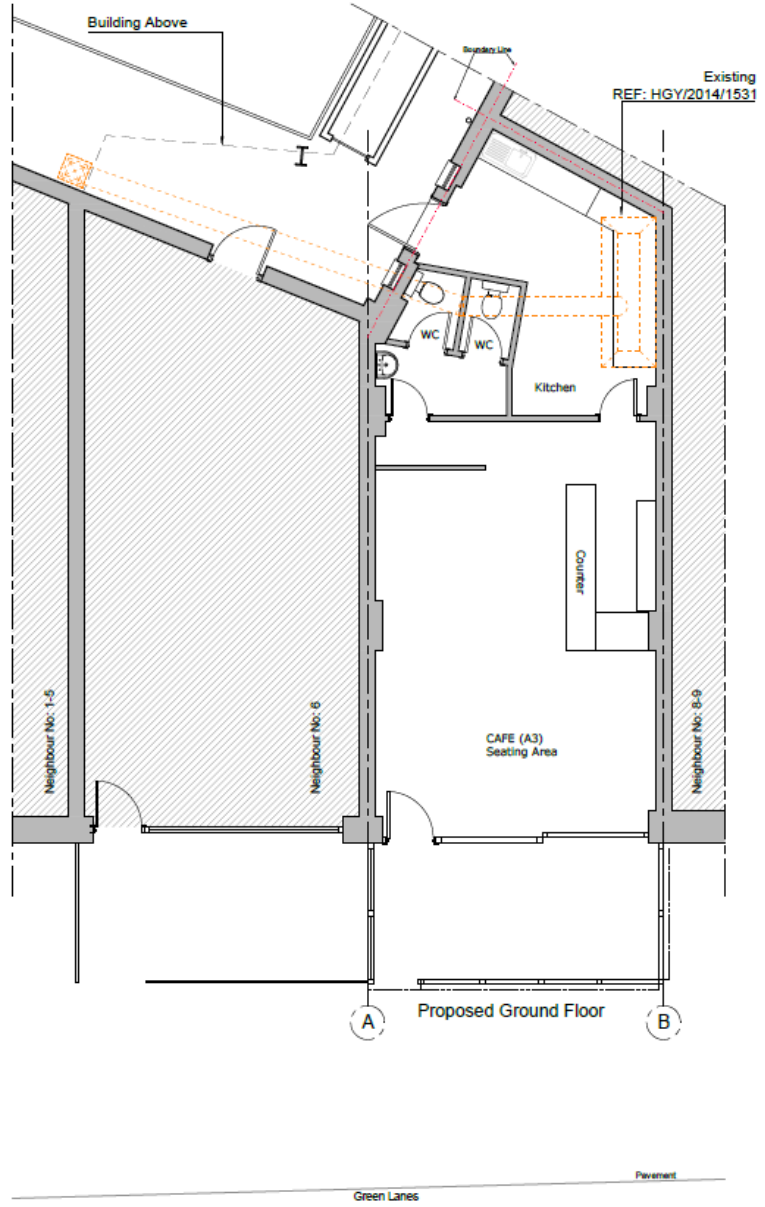 Building Above
Boundary Line
Existing
REF: HGY/2014/1531
WC
WC
Kitchen
Counter
Neighbour No: 1-5
Neighbour No: 6
CAFE (A3)
Seating Area
Neighbour No: 8-9
A
Proposed Ground Floor
B
Pavement
Green Lanes